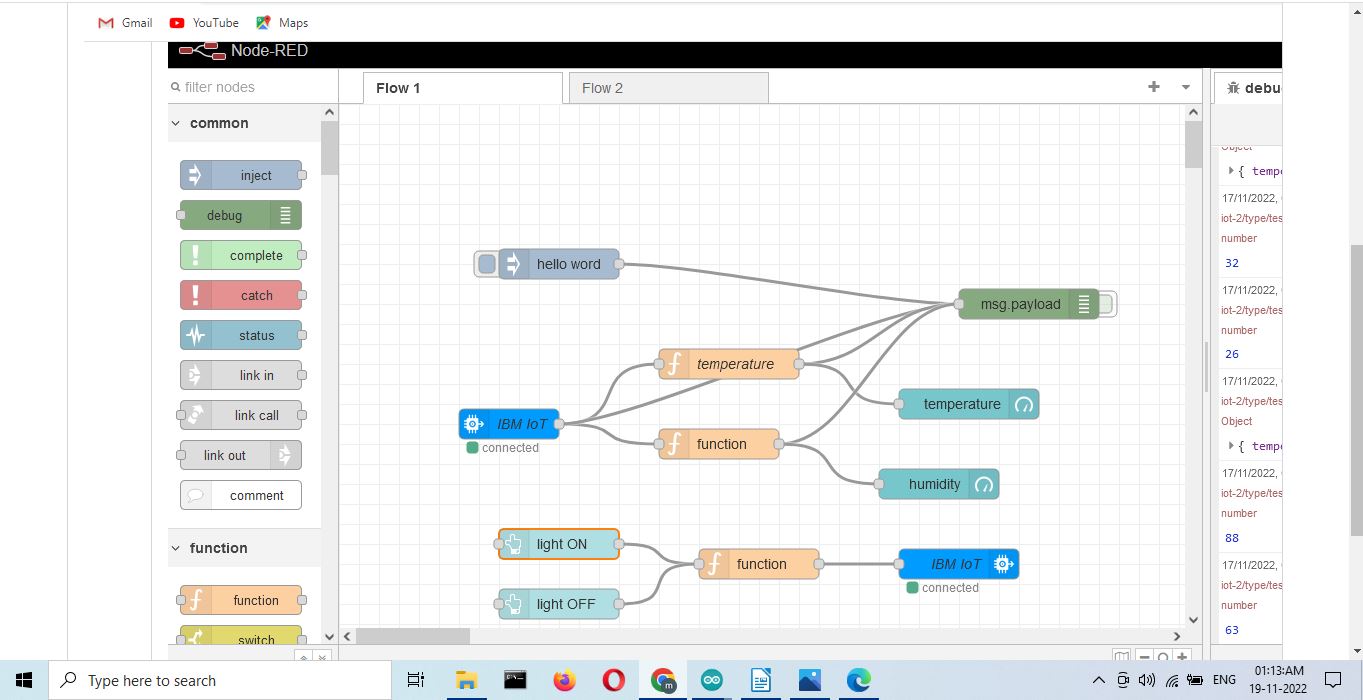 Gmail YouTube Maps
Node-RED
filter nodes
Flow 1
Flow 2
common
inject
debug
complete
catch
status
link in
link call
link out
comment
function
function
switch
hello word
msg.payload
temperature
temperature
IBM IoT
connected
function
humidity
light ON
function
IBM IoT
connected
light OFF
debu
Object
{ tempe
17/11/2022,
iot-2/type/tes
number
32
17/11/2022,
iot-2/type/tes
number
26
17/11/2022,
iot-2/type/tes
Object
{ tempe
17/11/2022,
iot-2/type/tes
number
88
17/11/2022,
iot-2/type/tes
number
63
Type here to search
ENG
01:13:AM
19-11-2022